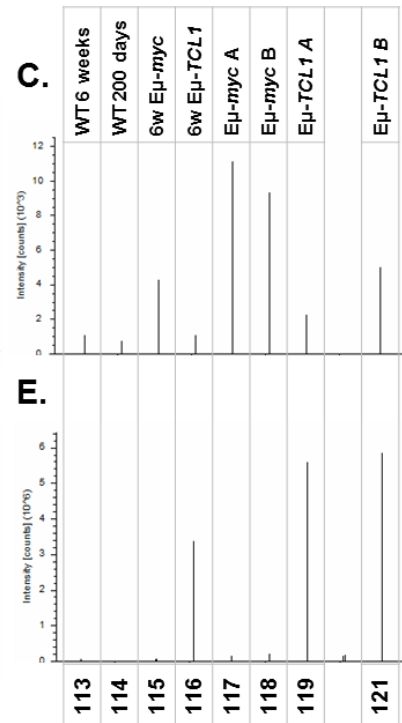 C.
WT 6 weeks
WT 200 days
6w Eμ-myc
6w Eμ-TCL1
Eμ-myc A
Eμ-myc B
Eμ-TCL1 A
Eμ-TCL1 B
Intensity [counts] (10^3)
12
10
8
6
4
2
0
E.
Intensity [counts] (10^6)
6
5
4
3
2
1
0
113
114
115
116
117
118
119
121